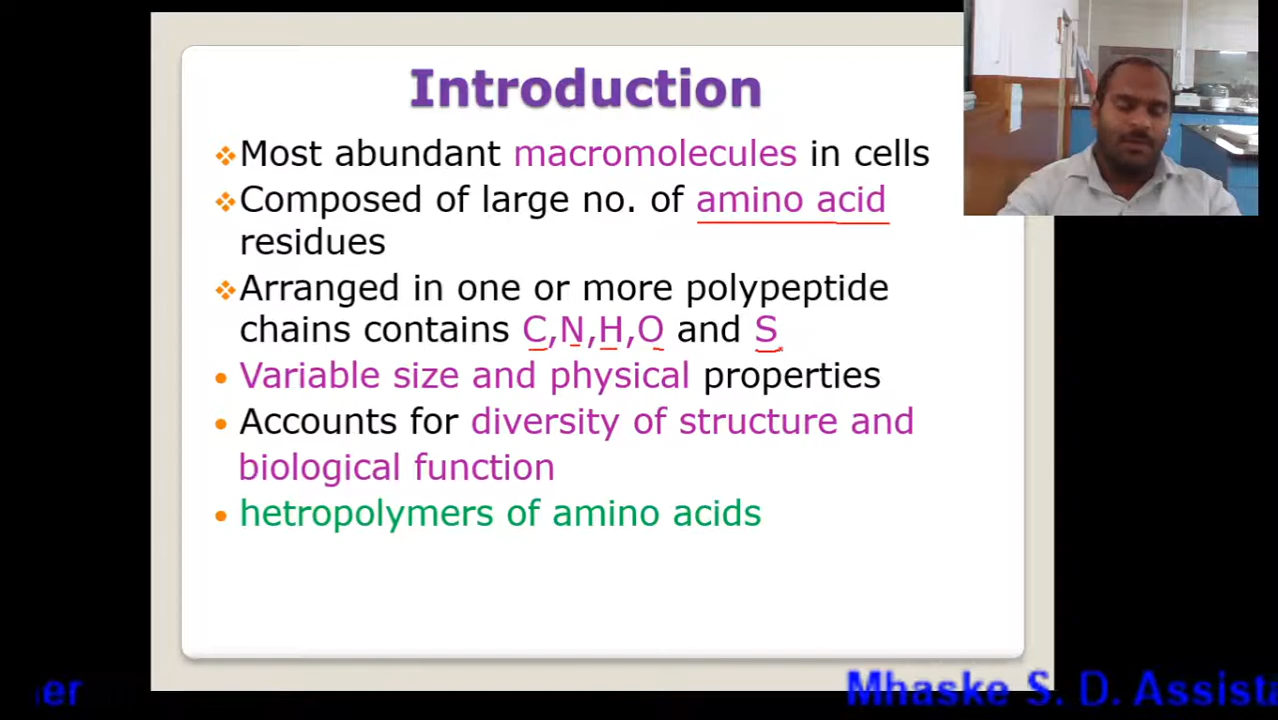 Introduction
Most abundant macromolecules in cells
Composed of large no. of amino acid
residues
Arranged in one or more polypeptide
chains contains C,N,H,O and S
Variable size and physical properties
Accounts for diversity of structure and
biological function
hetropolymers of amino acids
er Mhaske S. D. Assista